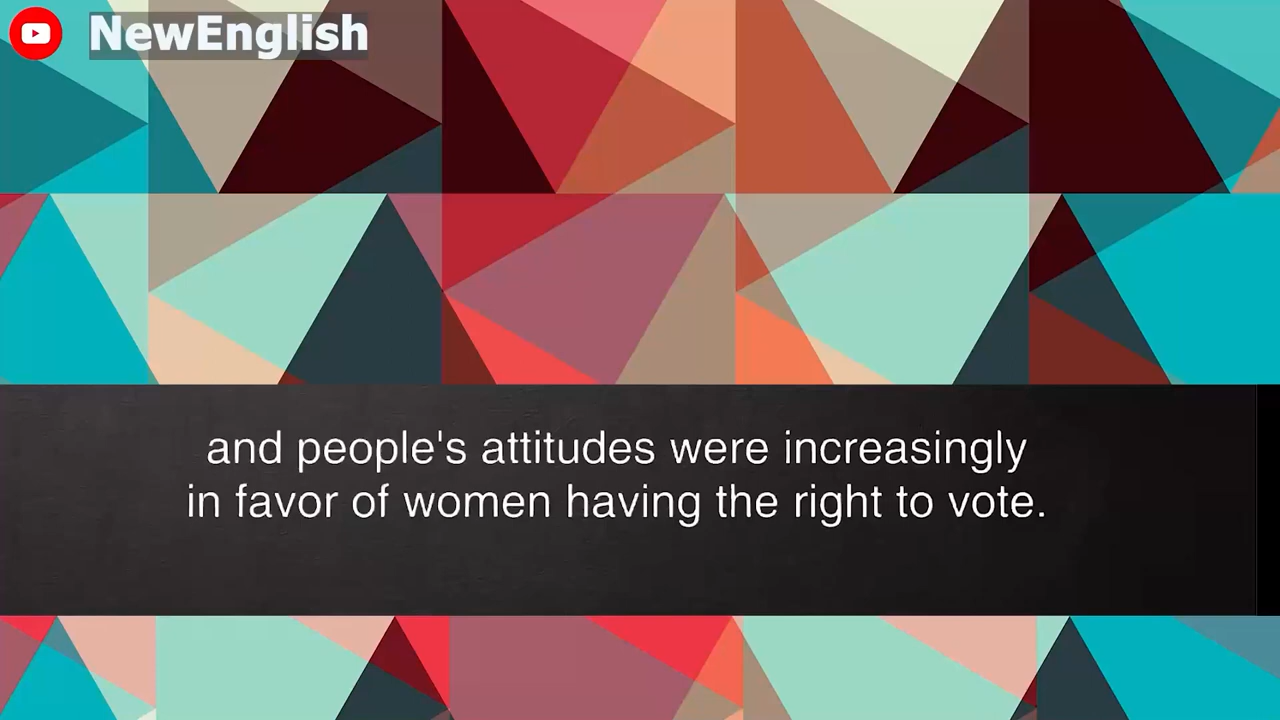 NewEnglish
and people's attitudes were increasingly
in favor of women having the right to vote.